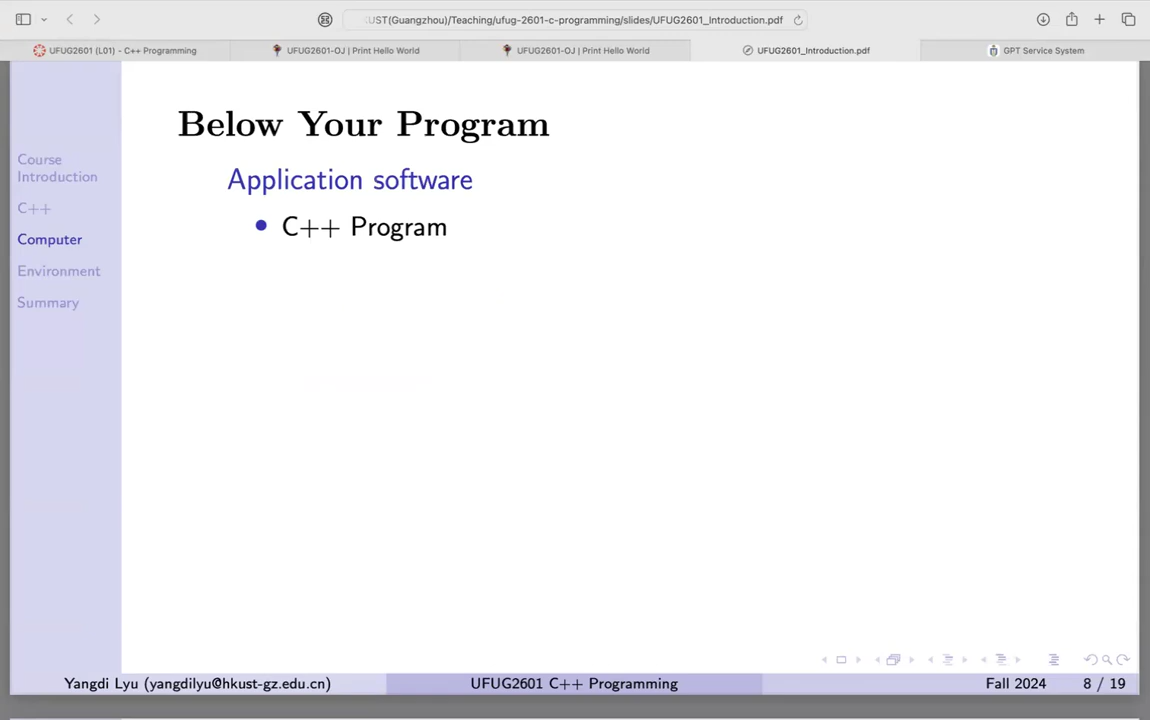 :UST(Guangzhou)/Teaching/ufug-2601-c-programming/slides/UFUG2601_Introduction.pdf
UFUG2601 (L01) - C++ Programming
UFUG2601-OJ | Print Hello World
UFUG2601-OJ | Print Hello World
UFUG2601_Introduction.pdf
GPT Service System
Below Your Program
Application software
• C++ Program
Course
Introduction
C++
Computer
Environment
Summary
Yangdi Lyu (yangdilyu@hkust-gz.edu.cn)
UFUG2601 C++ Programming
Fall 2024
8 / 19